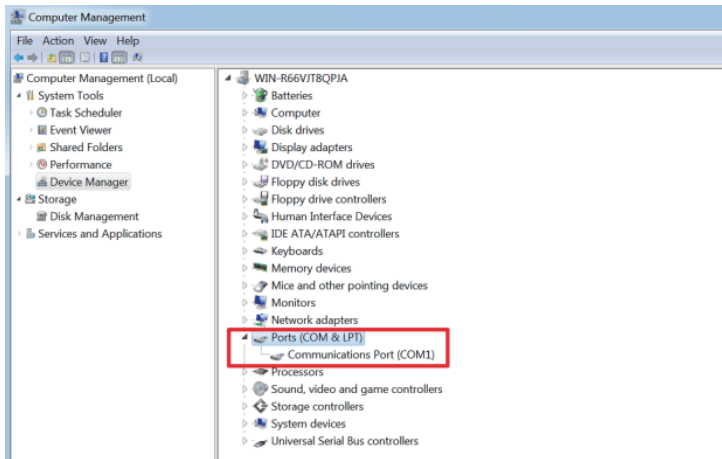 Computer Management
File Action View Help
Computer Management (Local)
System Tools
Task Scheduler
Event Viewer
Shared Folders
Performance
Device Manager
Storage
Disk Management
Services and Applications
WIN-R66VJT8QPJA
Batteries
Computer
Disk drives
Display adapters
DVD/CD-ROM drives
Floppy disk drives
Floppy drive controllers
Human Interface Devices
IDE ATA/ATAPI controllers
Keyboards
Memory devices
Mice and other pointing devices
Monitors
Network adapters
Ports (COM & LPT)
Communications Port (COM1)
Processors
Sound, video and game controllers
Storage controllers
System devices
Universal Serial Bus controllers